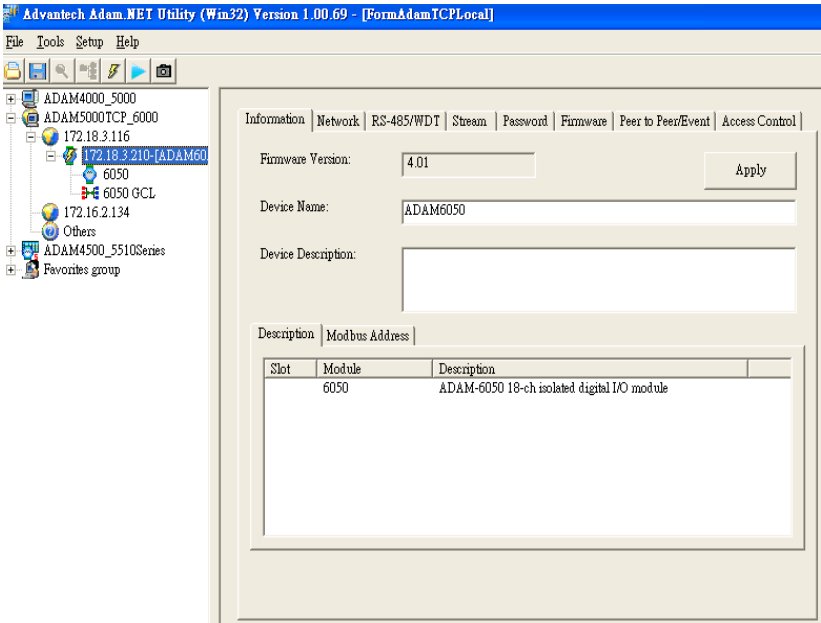 Advantech Adam.NET Utility (Win32) Version 1.00.69 - [FormAdamTCPLocal]
File Tools Setup Help
ADAM4000_5000
ADAM5000TCP_6000
172.18.3.116
172.18.3.210-[ADAM60
6050
6050 GCL
172.16.2.134
Others
ADAM4500_5510Series
Favorites group
Information Network RS-485/WDT Stream Password Firmware Peer to Peer/Event Access Control
Firmware Version: 4.01 Apply
Device Name: ADAM6050
Device Description:
Description Modbus Address
Slot Module Description
6050 ADAM-6050 18-ch isolated digital I/O module